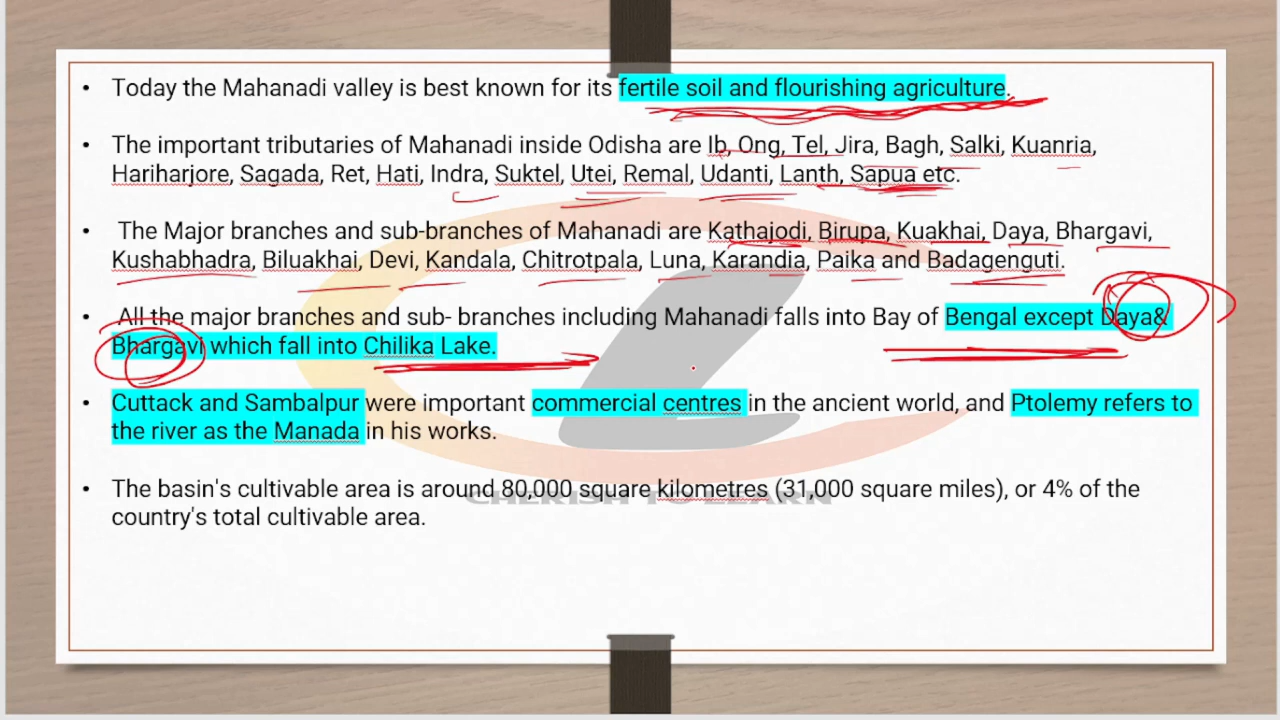 • Today the Mahanadi valley is best known for its fertile soil and flourishing agriculture.
• The important tributaries of Mahanadi inside Odisha are Ib, Ong, Tel, Jira, Bagh, Salki, Kuanria,
Hariharjore, Sagada, Ret, Hati, Indra, Suktel, Utei, Remal, Udanti, Lanth, Sapua etc.
• The Major branches and sub-branches of Mahanadi are Kathajodi, Birupa, Kuakhai, Daya, Bhargavi,
Kushabhadra, Biluakhai, Devi, Kandala, Chitrotpala, Luna, Karandia, Paika and Badagenguti.
• All the major branches and sub- branches including Mahanadi falls into Bay of Bengal except Daya&
Bhargavi which fall into Chilika Lake.
• Cuttack and Sambalpur were important commercial centres in the ancient world, and Ptolemy refers to
the river as the Manada in his works.
• The basin's cultivable area is around 80,000 square kilometres (31,000 square miles), or 4% of the
country's total cultivable area.
CHERISH TO LEARN